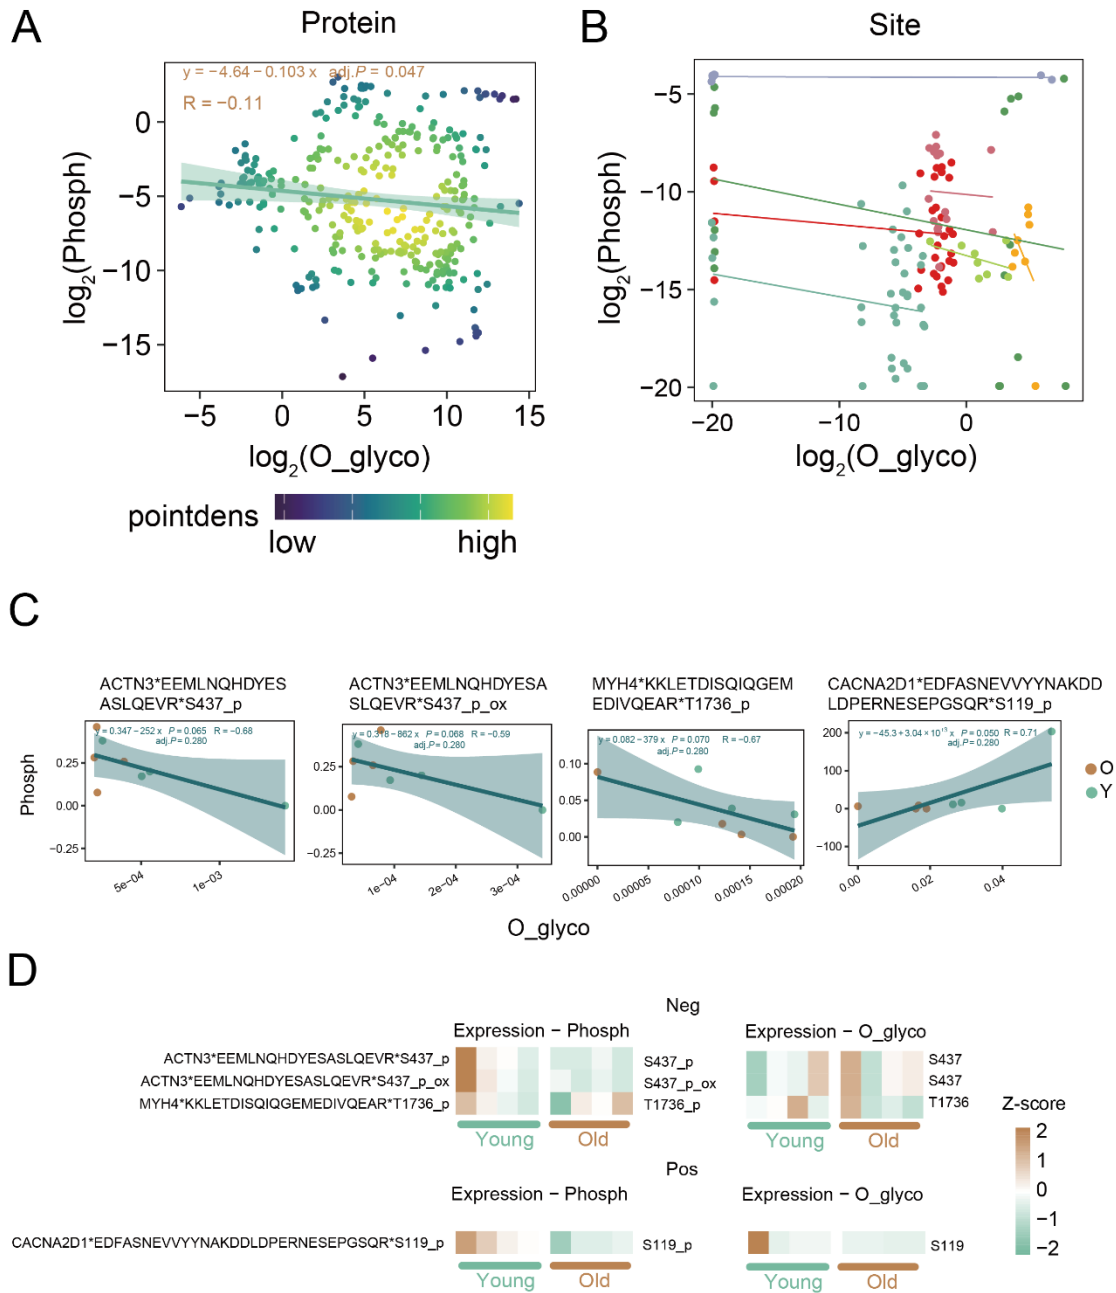 A
Protein
y = −4.64 − 0.103 x adj.P = 0.047
R = −0.11
0
−5
−10
−15
log2(Phosph)
−5
0
5
10
15
log2(O_glyco)
pointdens
low
high
B
Site
−5
−10
−15
−20
log2(Phosph)
−20
−10
0
log2(O_glyco)
C
ACTN3*EEMLNQHDYES
ASLQEVR*S437_p
y = 0.347 − 252 x P = 0.065 R = −0.68
adj.P = 0.280
0.25
0.00
−0.25
5e−04
1e−03
ACTN3*EEMLNQHDYESA
SLQEVR*S437_p_ox
y = 0.318 − 862 x P = 0.068 R = −0.59
adj.P = 0.280
0.25
0.00
−0.25
1e−04
2e−04
3e−04
MYH4*KKLETDISQIQGEM
EDIVQEAR*T1736_p
y = 0.082 − 379 x P = 0.070 R = −0.67
adj.P = 0.280
0.10
0.05
0.00
0.00000
0.00005
0.00010
0.00015
0.00020
CACNA2D1*EDFASNEVVYYNAKDD
LDPERNESEPGSQR*S119_p
P = 0.050 R = 0.71
adj.P = 0.280
200
100
0
−100
0.00
0.02
0.04
Phosph
O_glyco
O
Y
D
Neg
Expression − Phosph
Expression − O_glyco
ACTN3*EEMLNQHDYESASLQEVR*S437_p
S437_p
S437
ACTN3*EEMLNQHDYESASLQEVR*S437_p_ox
S437_p_ox
S437
MYH4*KKLETDISQIQGEMEDIVQEAR*T1736_p
T1736_p
T1736
Young
Old
Young
Old
Z−score
2
1
0
−1
−2
Pos
Expression − Phosph
Expression − O_glyco
CACNA2D1*EDFASNEVVYYNAKDDLDPERNESEPGSQR*S119_p
S119_p
S119
Young
Old
Young
Old